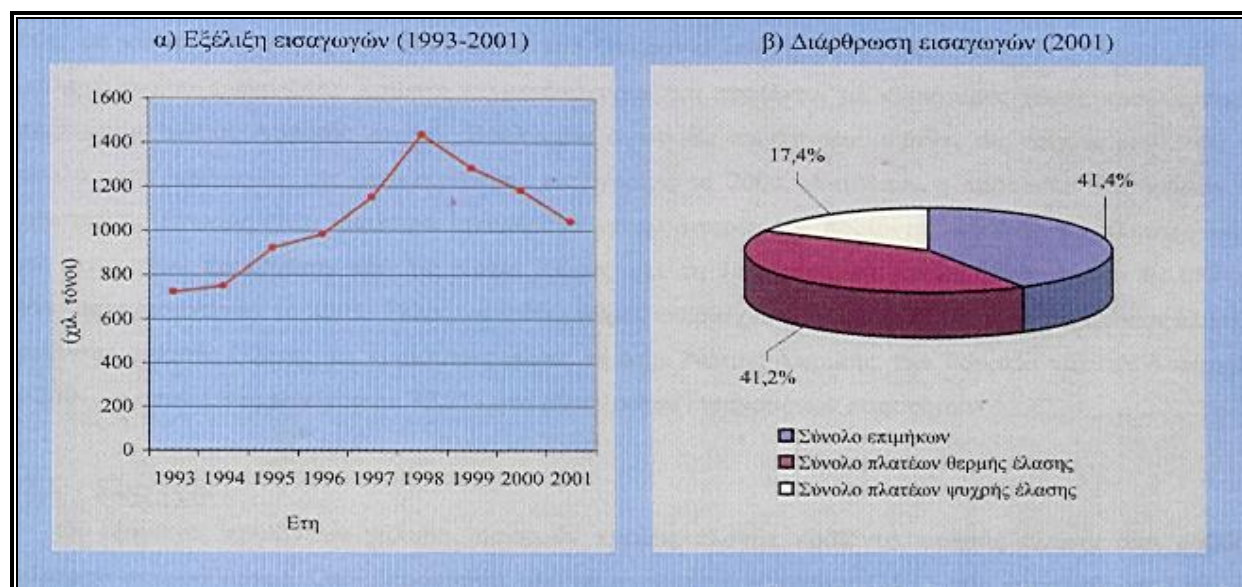 α) Εξέλιξη εισαγωγών (1993-2001)
1600
1400
1200
1000
800
600
400
200
0
(χιλ. τόνοι)
1993 1994 1995 1996 1997 1998 1999 2000 2001
Ετη
β) Διάρθρωση εισαγωγών (2001)
17,4%
41,4%
41,2%
Σύνολο επιμήκων
Σύνολο πλατέων θερμής έλασης
Σύνολο πλατέων ψυχρής έλασης